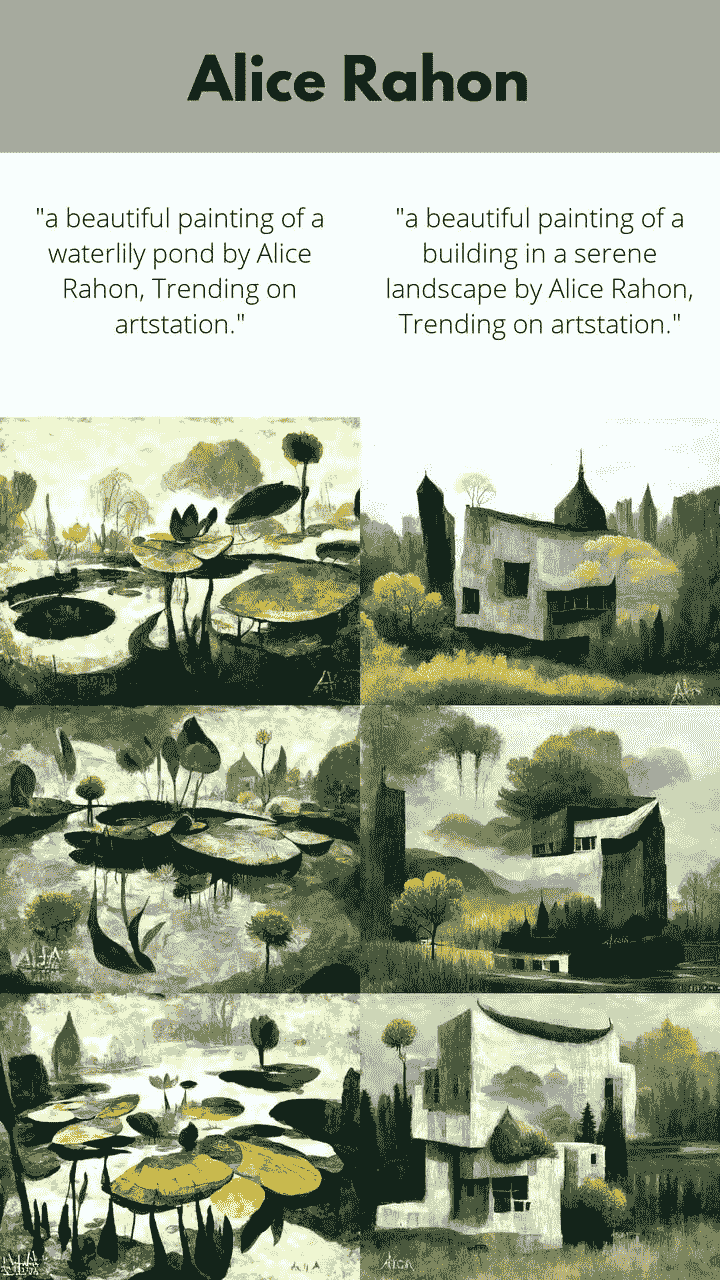 Alice Rahon
"a beautiful painting of a
waterlily pond by Alice
Rahon, Trending on
artstation."
"a beautiful painting of a
building in a serene
landscape by Alice Rahon,
Trending on artstation."